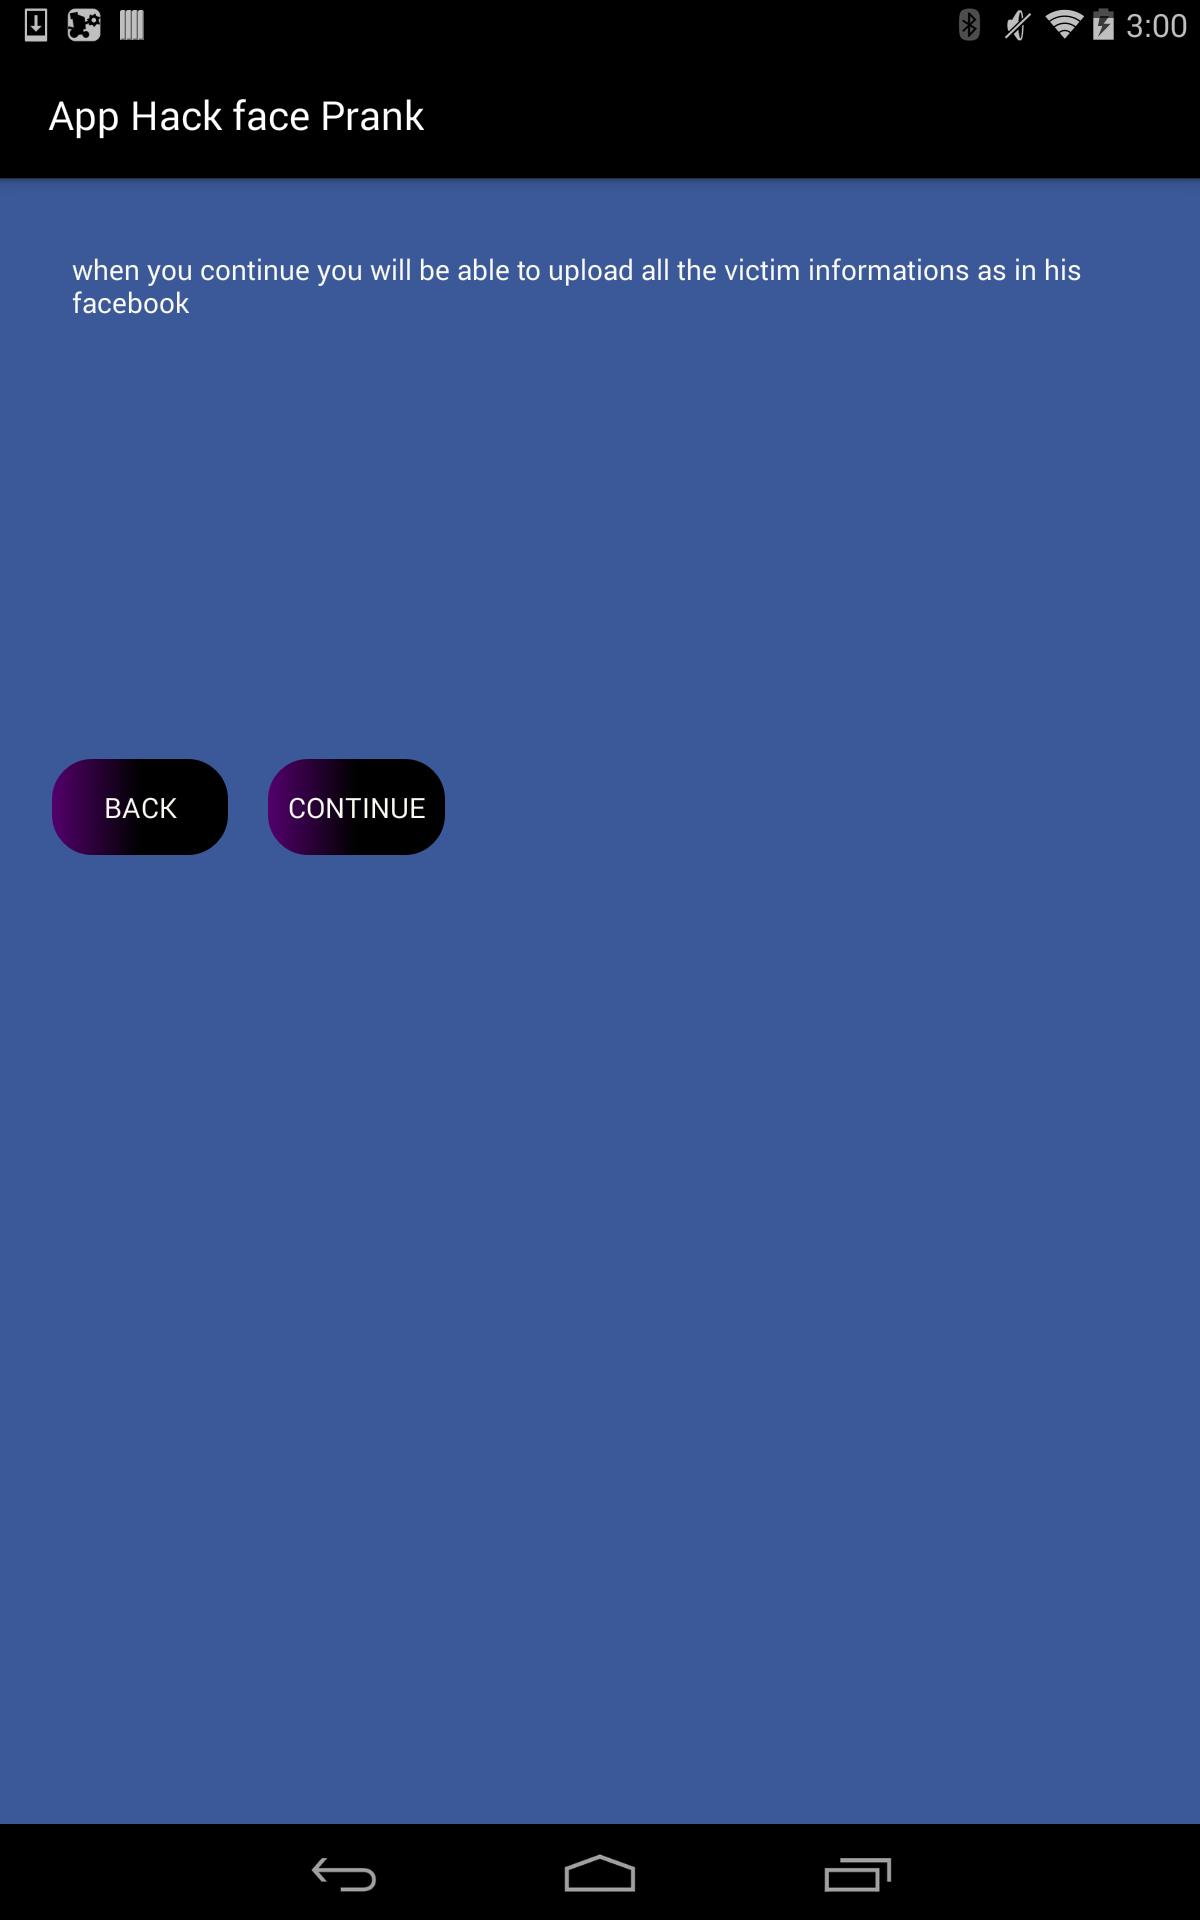 3:00
App Hack face Prank
when you continue you will be able to upload all the victim informations as in his
facebook
BACK CONTINUE